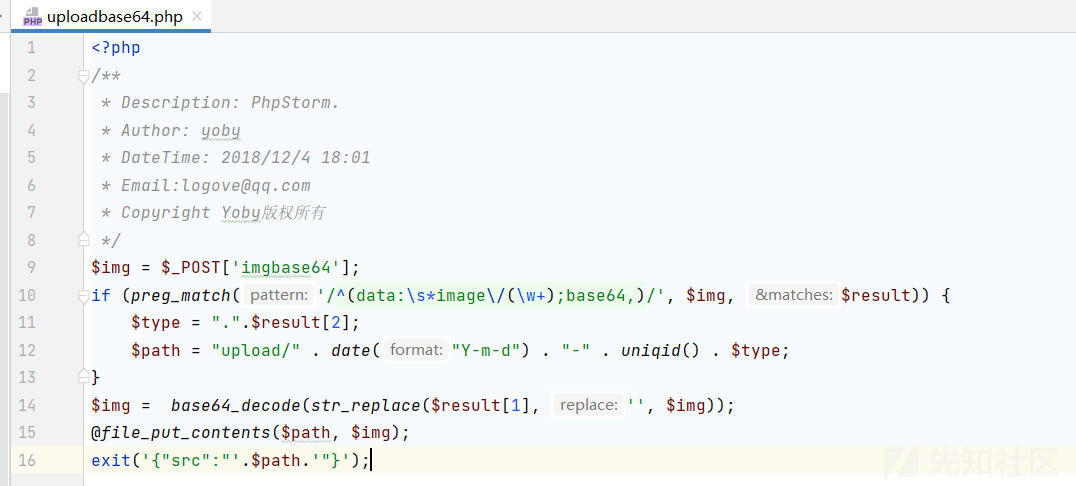 PHP uploadbase64.php ×
1 <?php
2 /**
3 * Description: PhpStorm.
4 * Author: yoby
5 * DateTime: 2018/12/4 18:01
6 * Email:logove@qq.com
7 * Copyright Yoby版权所有
8 */
9 $img = $_POST['imgbase64'];
10 if (preg_match( pattern: '/^(data:\s*image\/(\w+);base64,)/', $img, &matches: $result)) {
11 $type = ".".$result[2];
12 $path = "upload/" . date( format: "Y-m-d") . "-" . uniqid() . $type;
13 }
14 $img = base64_decode(str_replace($result[1], replace: '', $img));
15 @file_put_contents($path, $img);
16 exit('{"src":"'.$path.'"}');
先知社区